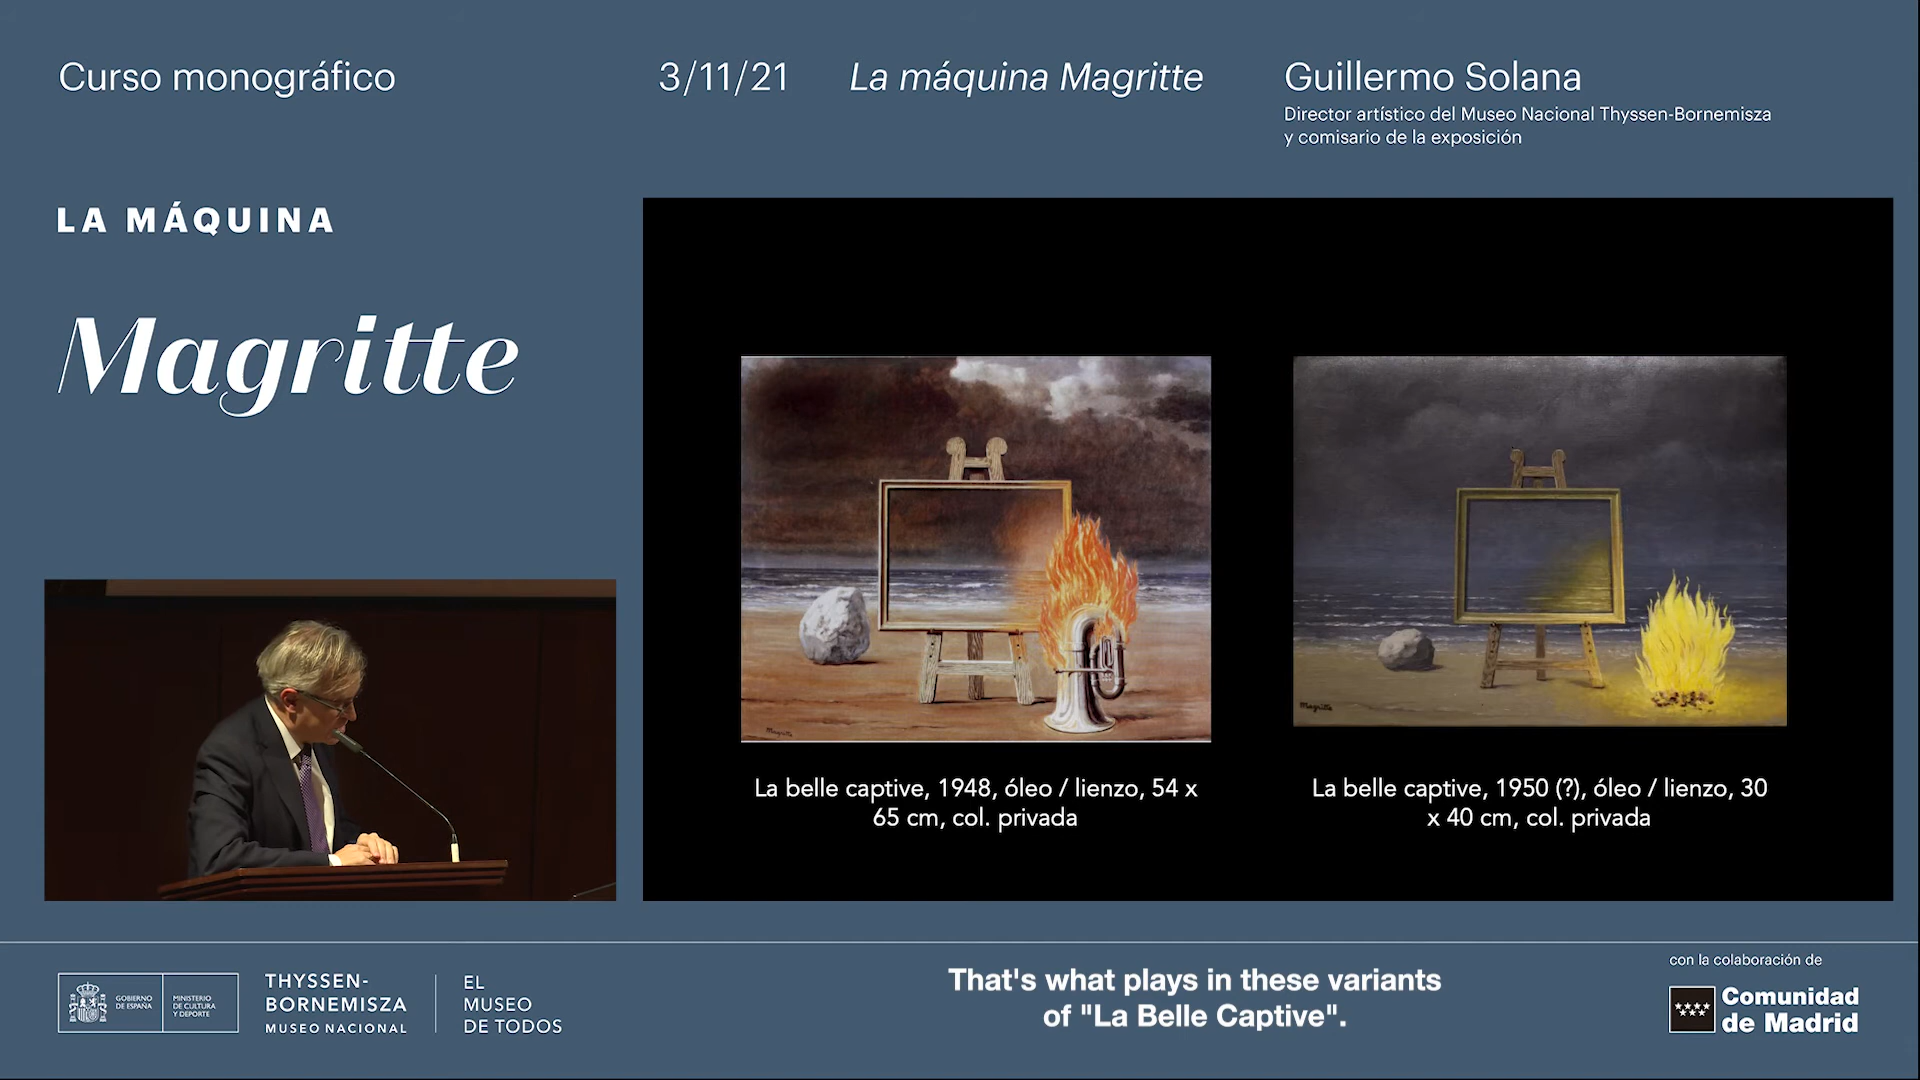 Curso monográfico
3/11/21
La máquina Magritte
Guillermo Solana
Director artístico del Museo Nacional Thyssen-Bornemisza
y comisario de la exposición
LA MÁQUINA
Magritte
Magritte
Magritte
La belle captive, 1948, óleo / lienzo, 54 x
65 cm, col. privada
La belle captive, 1950 (?), óleo / lienzo, 30
x 40 cm, col. privada
GOBIERNO
DE ESPAÑA
MINISTERIO
DE CULTURA
Y DEPORTE
THYSSEN-
BORNEMISZA
MUSEO NACIONAL
EL
MUSEO
DE TODOS
That's what plays in these variants
of "La Belle Captive".
con la colaboración de
Comunidad
de Madrid